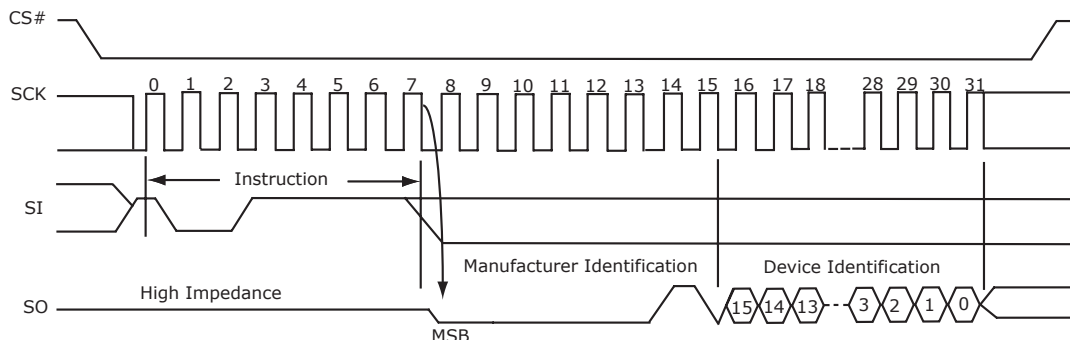 CS#
0 1 2 3 4 5 6 7 8 9 10 11 12 13 14 15 16 17 18 28 29 30 31
SCK
Instruction
SI
Manufacturer Identification Device Identification
High Impedance
SO 15 14 13 3 2 1 0
MSB